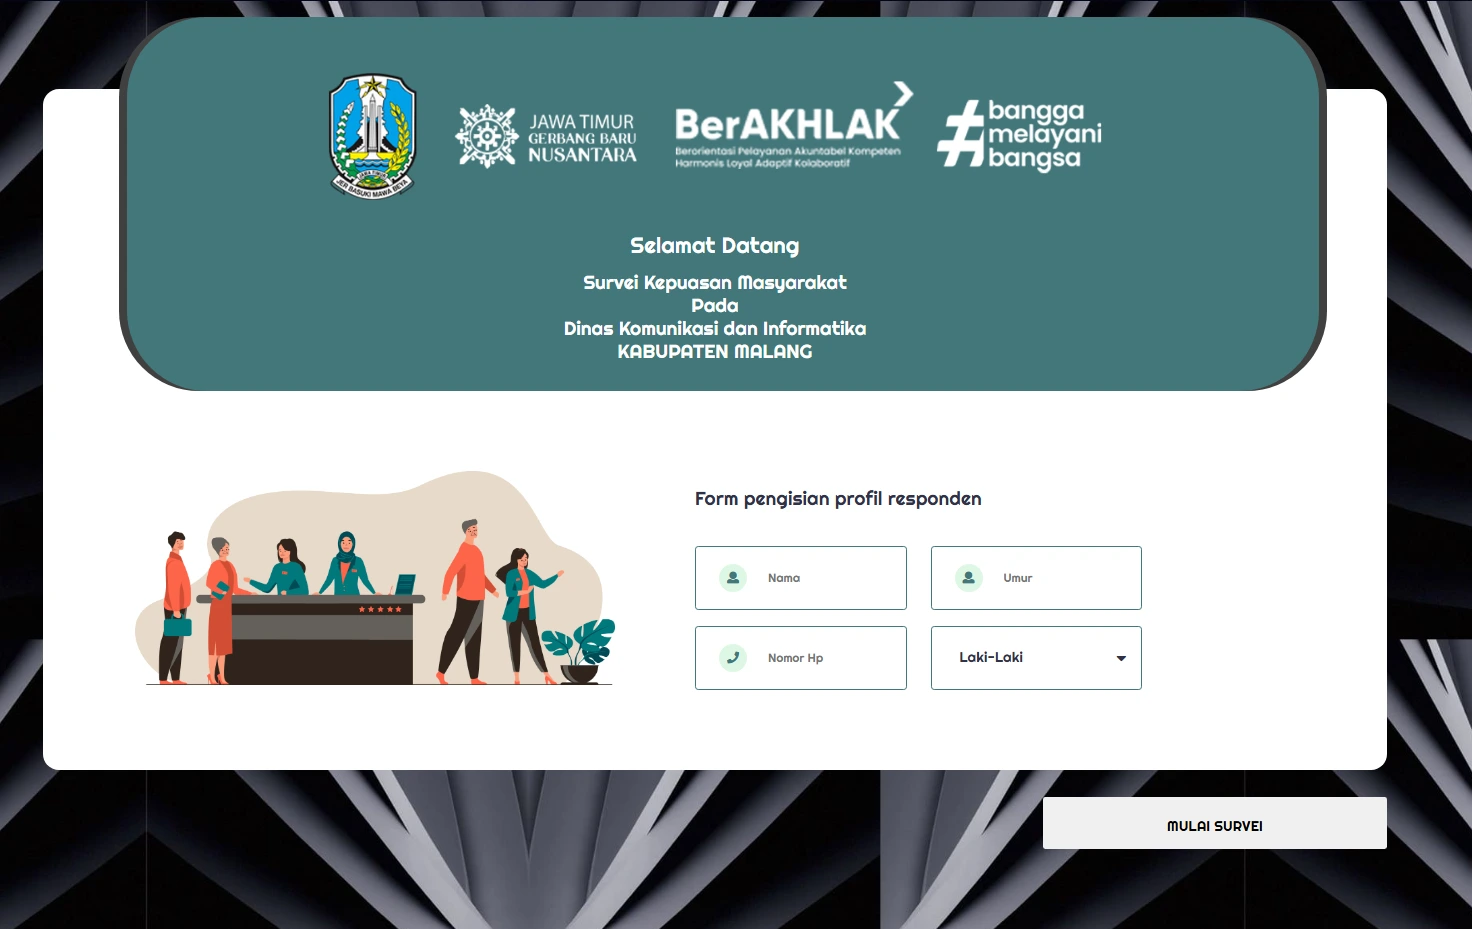 JAWA TIMUR
JER BASUKI MAWA BEYA
JAWA TIMUR
GERBANG BARU
NUSANTARA
BerAKHLAK
Berorientasi Pelayanan Akuntabel Kompeten
Harmonis Loyal Adaptif Kolaboratif
#bangga
melayani
bangsa
Selamat Datang
Survei Kepuasan Masyarakat
Pada
Dinas Komunikasi dan Informatika
KABUPATEN MALANG
Form pengisian profil responden
Nama
Umur
Nomor Hp
Laki-Laki
MULAI SURVEI